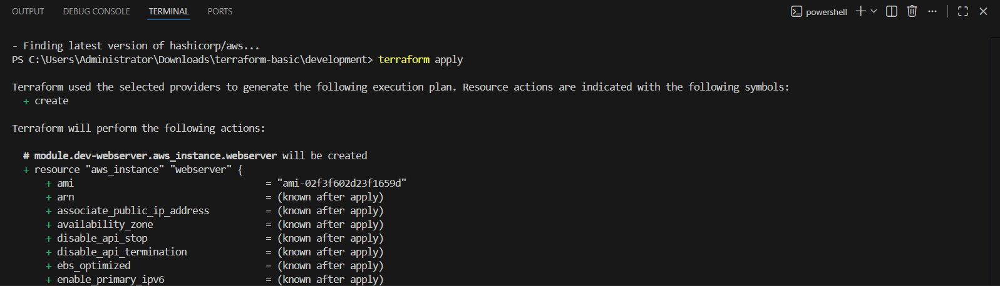 OUTPUT DEBUG CONSOLE TERMINAL PORTS powershell
- Finding latest version of hashicorp/aws...
PS C:\Users\Administrator\Downloads\terraform-basic\development> terraform apply
Terraform used the selected providers to generate the following execution plan. Resource actions are indicated with the following symbols:
+ create
Terraform will perform the following actions:
# module.dev-webserver.aws_instance.webserver will be created
+ resource "aws_instance" "webserver" {
+ ami = "ami-02f3f602d23f1659d"
+ arn = (known after apply)
+ associate_public_ip_address = (known after apply)
+ availability_zone = (known after apply)
+ disable_api_stop = (known after apply)
+ disable_api_termination = (known after apply)
+ ebs_optimized = (known after apply)
+ enable_primary_ipv6 = (known after apply)